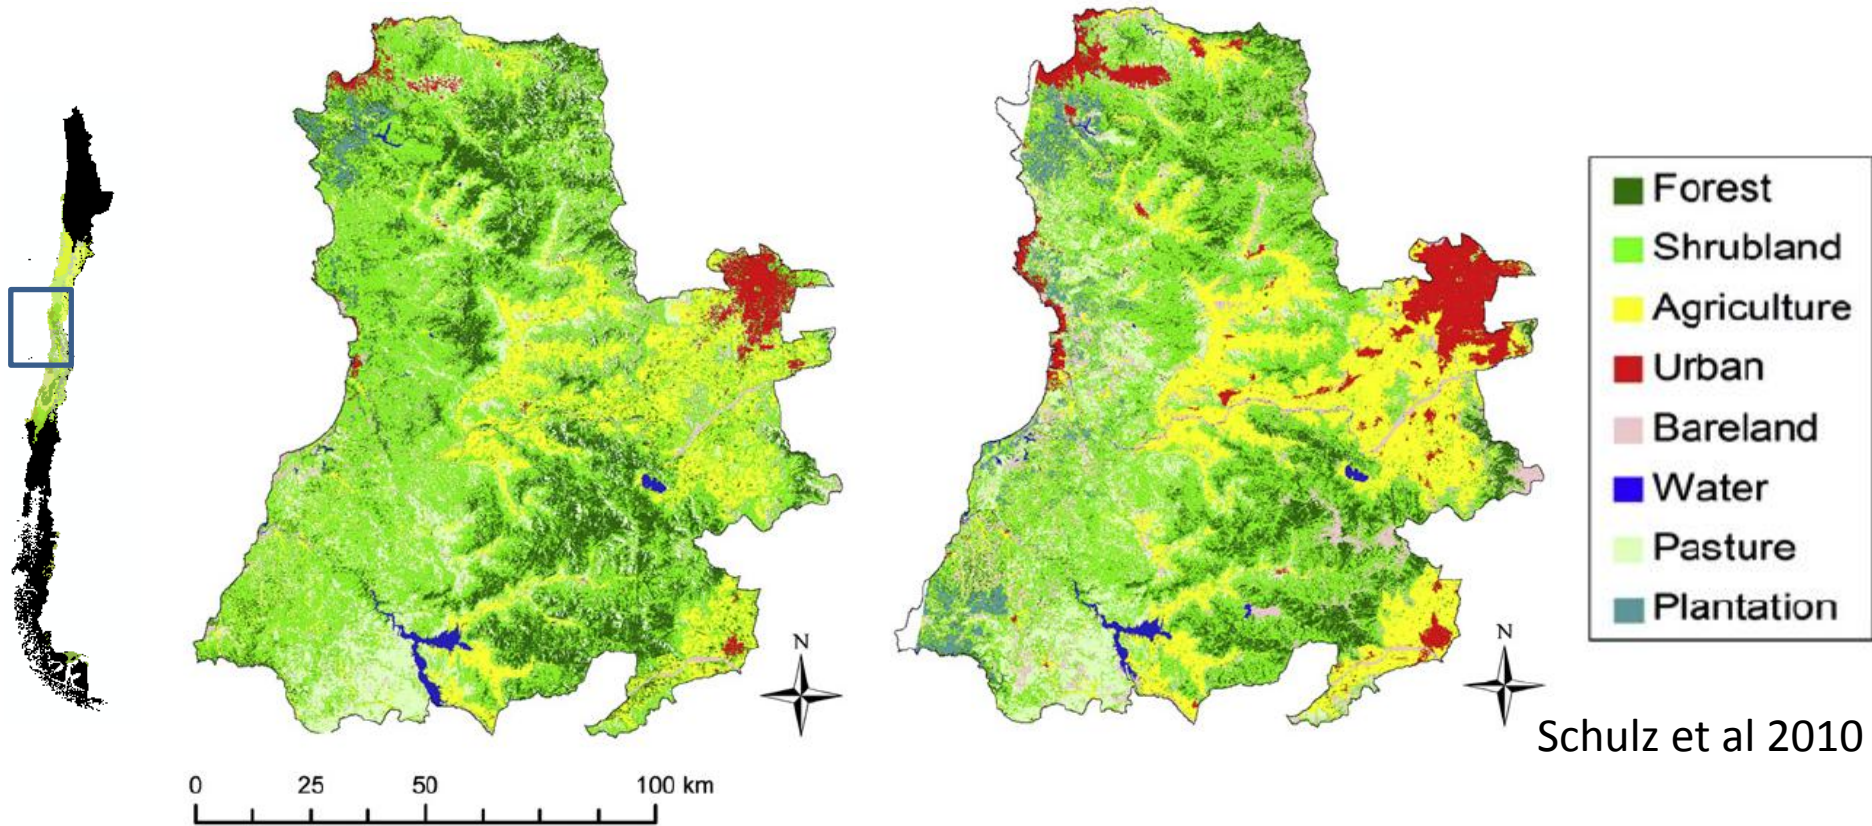 Forest
Shrubland
Agriculture
Urban
Bareland
Water
Pasture
Plantation
N
N
Schulz et al 2010
0 25 50 100 km